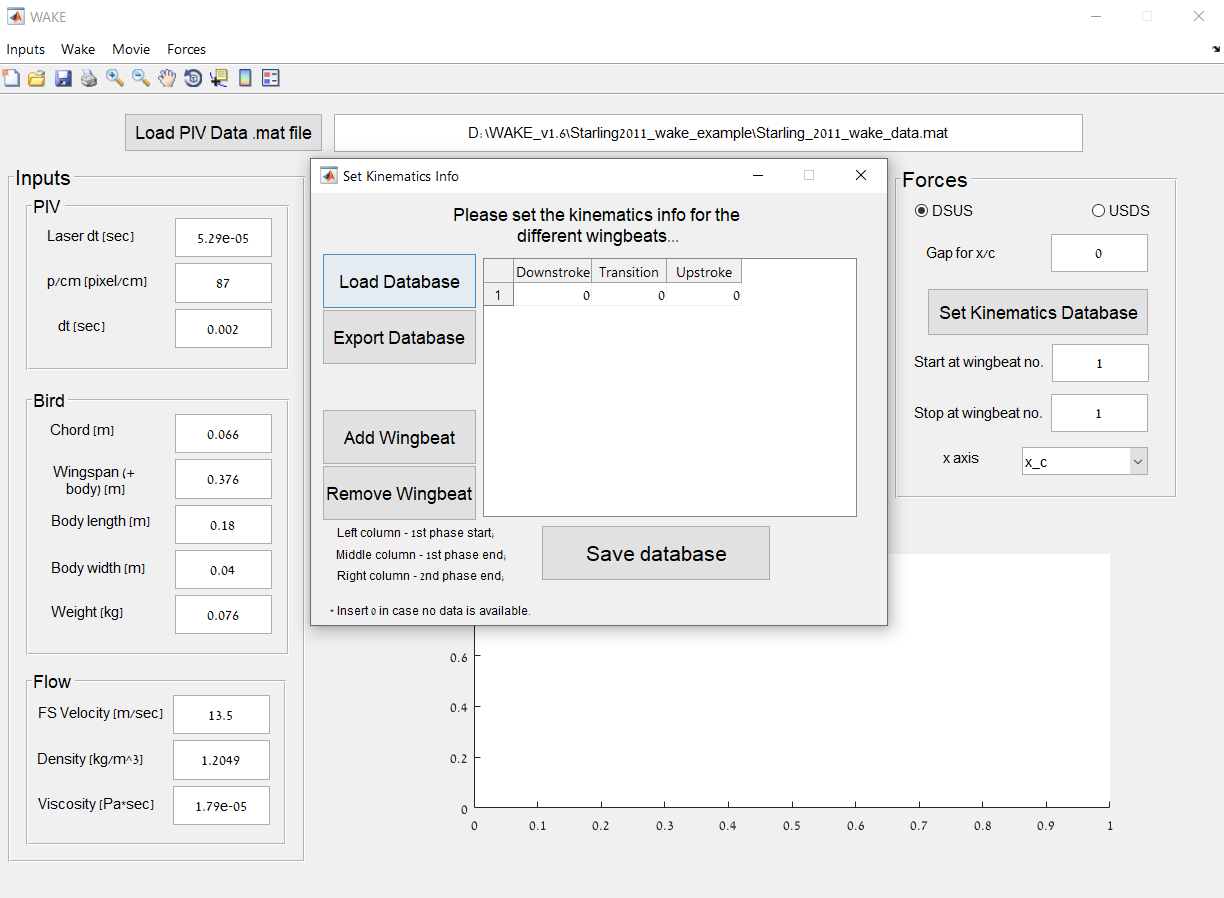 WAKE
Inputs Wake Movie Forces
Load PIV Data .mat file
D:\WAKE_v1.6\Starling2011_wake_example\Starling_2011_wake_data.mat
Inputs
PIV
Laser dt [sec] 5.29e-05
p/cm [pixel/cm] 87
dt [sec] 0.002
Bird
Chord [m] 0.066
Wingspan (+
body) [m] 0.376
Body length [m] 0.18
Body width [m] 0.04
Weight [kg] 0.076
Flow
FS Velocity [m/sec] 13.5
Density [kg/m^3] 1.2049
Viscosity [Pa*sec] 1.79e-05
Set Kinematics Info
Please set the kinematics info for the
different wingbeats...
Load Database
Export Database
Add Wingbeat
Remove Wingbeat
Downstroke Transition Upstroke
1 0 0 0
Left column - 1st phase start,
Middle column - 1st phase end,
Right column - 2nd phase end,
* Insert 0 in case no data is available.
Save database
Forces
DSUS USDS
Gap for x/c 0
Set Kinematics Database
Start at wingbeat no. 1
Stop at wingbeat no. 1
x axis x_c
0.6
0.4
0.2
0
0 0.1 0.2 0.3 0.4 0.5 0.6 0.7 0.8 0.9 1